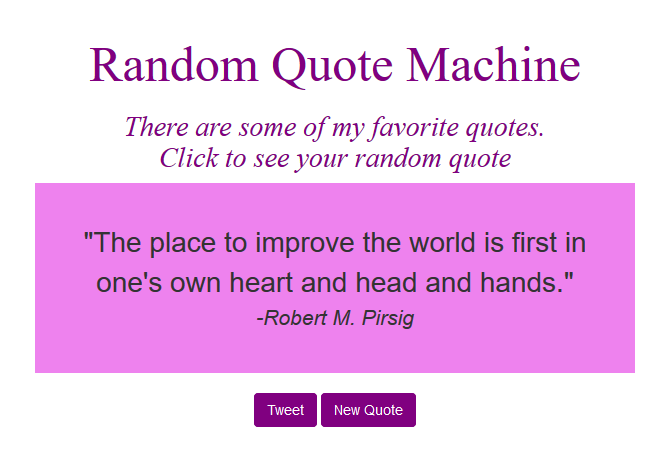 Random Quote Machine
There are some of my favorite quotes.
Click to see your random quote
"The place to improve the world is first in
one's own heart and head and hands."
-Robert M. Pirsig
Tweet New Quote